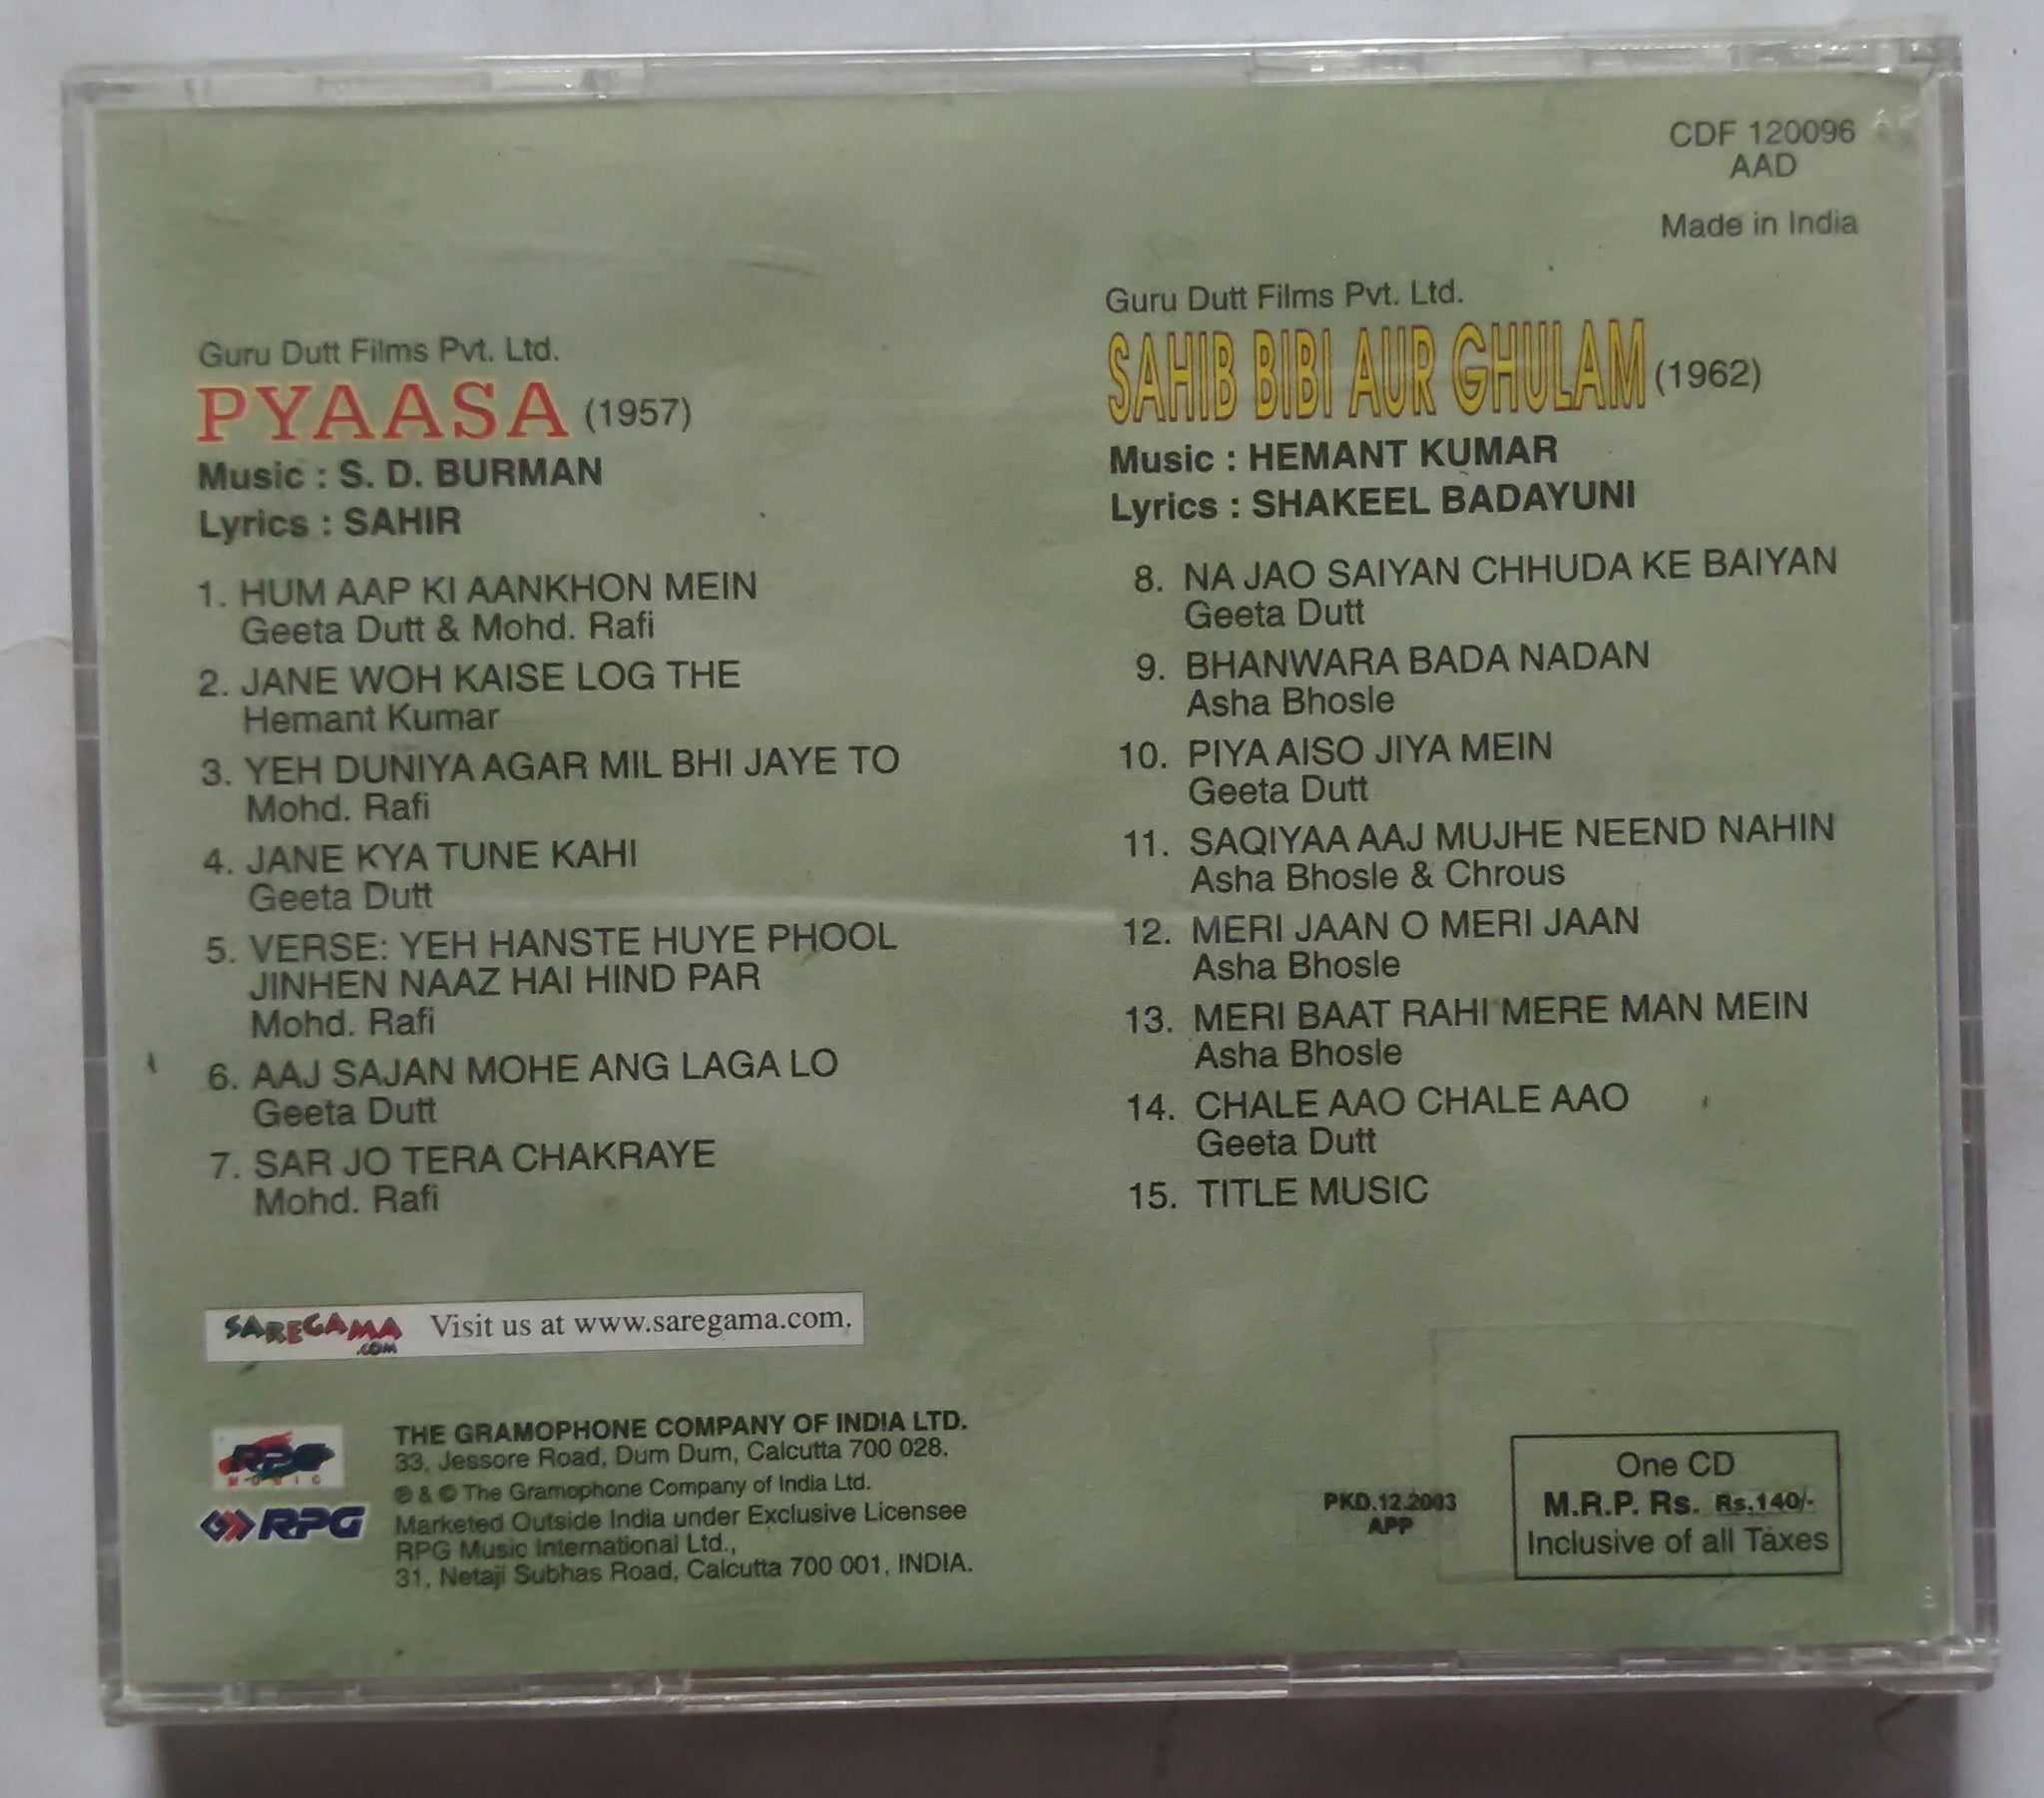 CDF 120096
AAD
Made in India
Guru Dutt Films Pvt. Ltd.
PYAASA (1957)
Music : S. D. BURMAN
Lyrics : SAHIR
1. HUM AAP KI AANKHON MEIN
Geeta Dutt & Mohd. Rafi
2. JANE WOH KAISE LOG THE
Hemant Kumar
3. YEH DUNIYA AGAR MIL BHI JAYE TO
Mohd. Rafi
4. JANE KYA TUNE KAHI
Geeta Dutt
5. VERSE: YEH HANSTE HUYE PHOOL
JINHEN NAAZ HAI HIND PAR
Mohd. Rafi
6. AAJ SAJAN MOHE ANG LAGA LO
Geeta Dutt
7. SAR JO TERA CHAKRAYE
Mohd. Rafi
Guru Dutt Films Pvt. Ltd.
SAHIB BIBI AUR GHULAM (1962)
Music : HEMANT KUMAR
Lyrics : SHAKEEL BADAYUNI
8. NA JAO SAIYAN CHHUDA KE BAIYAN
Geeta Dutt
9. BHANWARA BADA NADAN
Asha Bhosle
10. PIYA AISO JIYA MEIN
Geeta Dutt
11. SAQIYAA AAJ MUJHE NEEND NAHIN
Asha Bhosle & Chrous
12. MERI JAAN O MERI JAAN
Asha Bhosle
13. MERI BAAT RAHI MERE MAN MEIN
Asha Bhosle
14. CHALE AAO CHALE AAO
Geeta Dutt
15. TITLE MUSIC
SAREGAMA .COM Visit us at www.saregama.com.
RPG
MUSIC
RPG
THE GRAMOPHONE COMPANY OF INDIA LTD.
33, Jessore Road, Dum Dum, Calcutta 700 028.
℗ & © The Gramophone Company of India Ltd.
Marketed Outside India under Exclusive Licensee
RPG Music International Ltd.,
31, Netaji Subhas Road, Calcutta 700 001, INDIA.
PKD.12.2003
APP
One CD
M.R.P. Rs. Rs.140/-
Inclusive of all Taxes